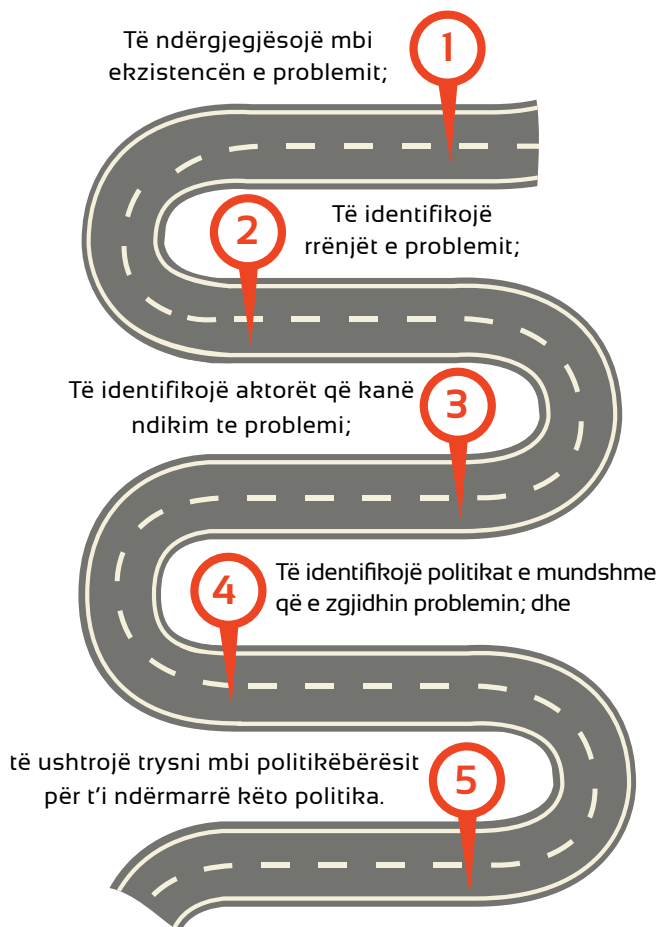 1
Të ndërgjegjësojë mbi
ekzistencën e problemit;
2
Të identifikojë
rrënjët e problemit;
3
Të identifikojë aktorët që kanë
ndikim te problemi;
4
Të identifikojë politikat e mundshme
që e zgjidhin problemin; dhe
5
të ushtrojë trysni mbi politikëbërësit
për t’i ndërmarrë këto politika.